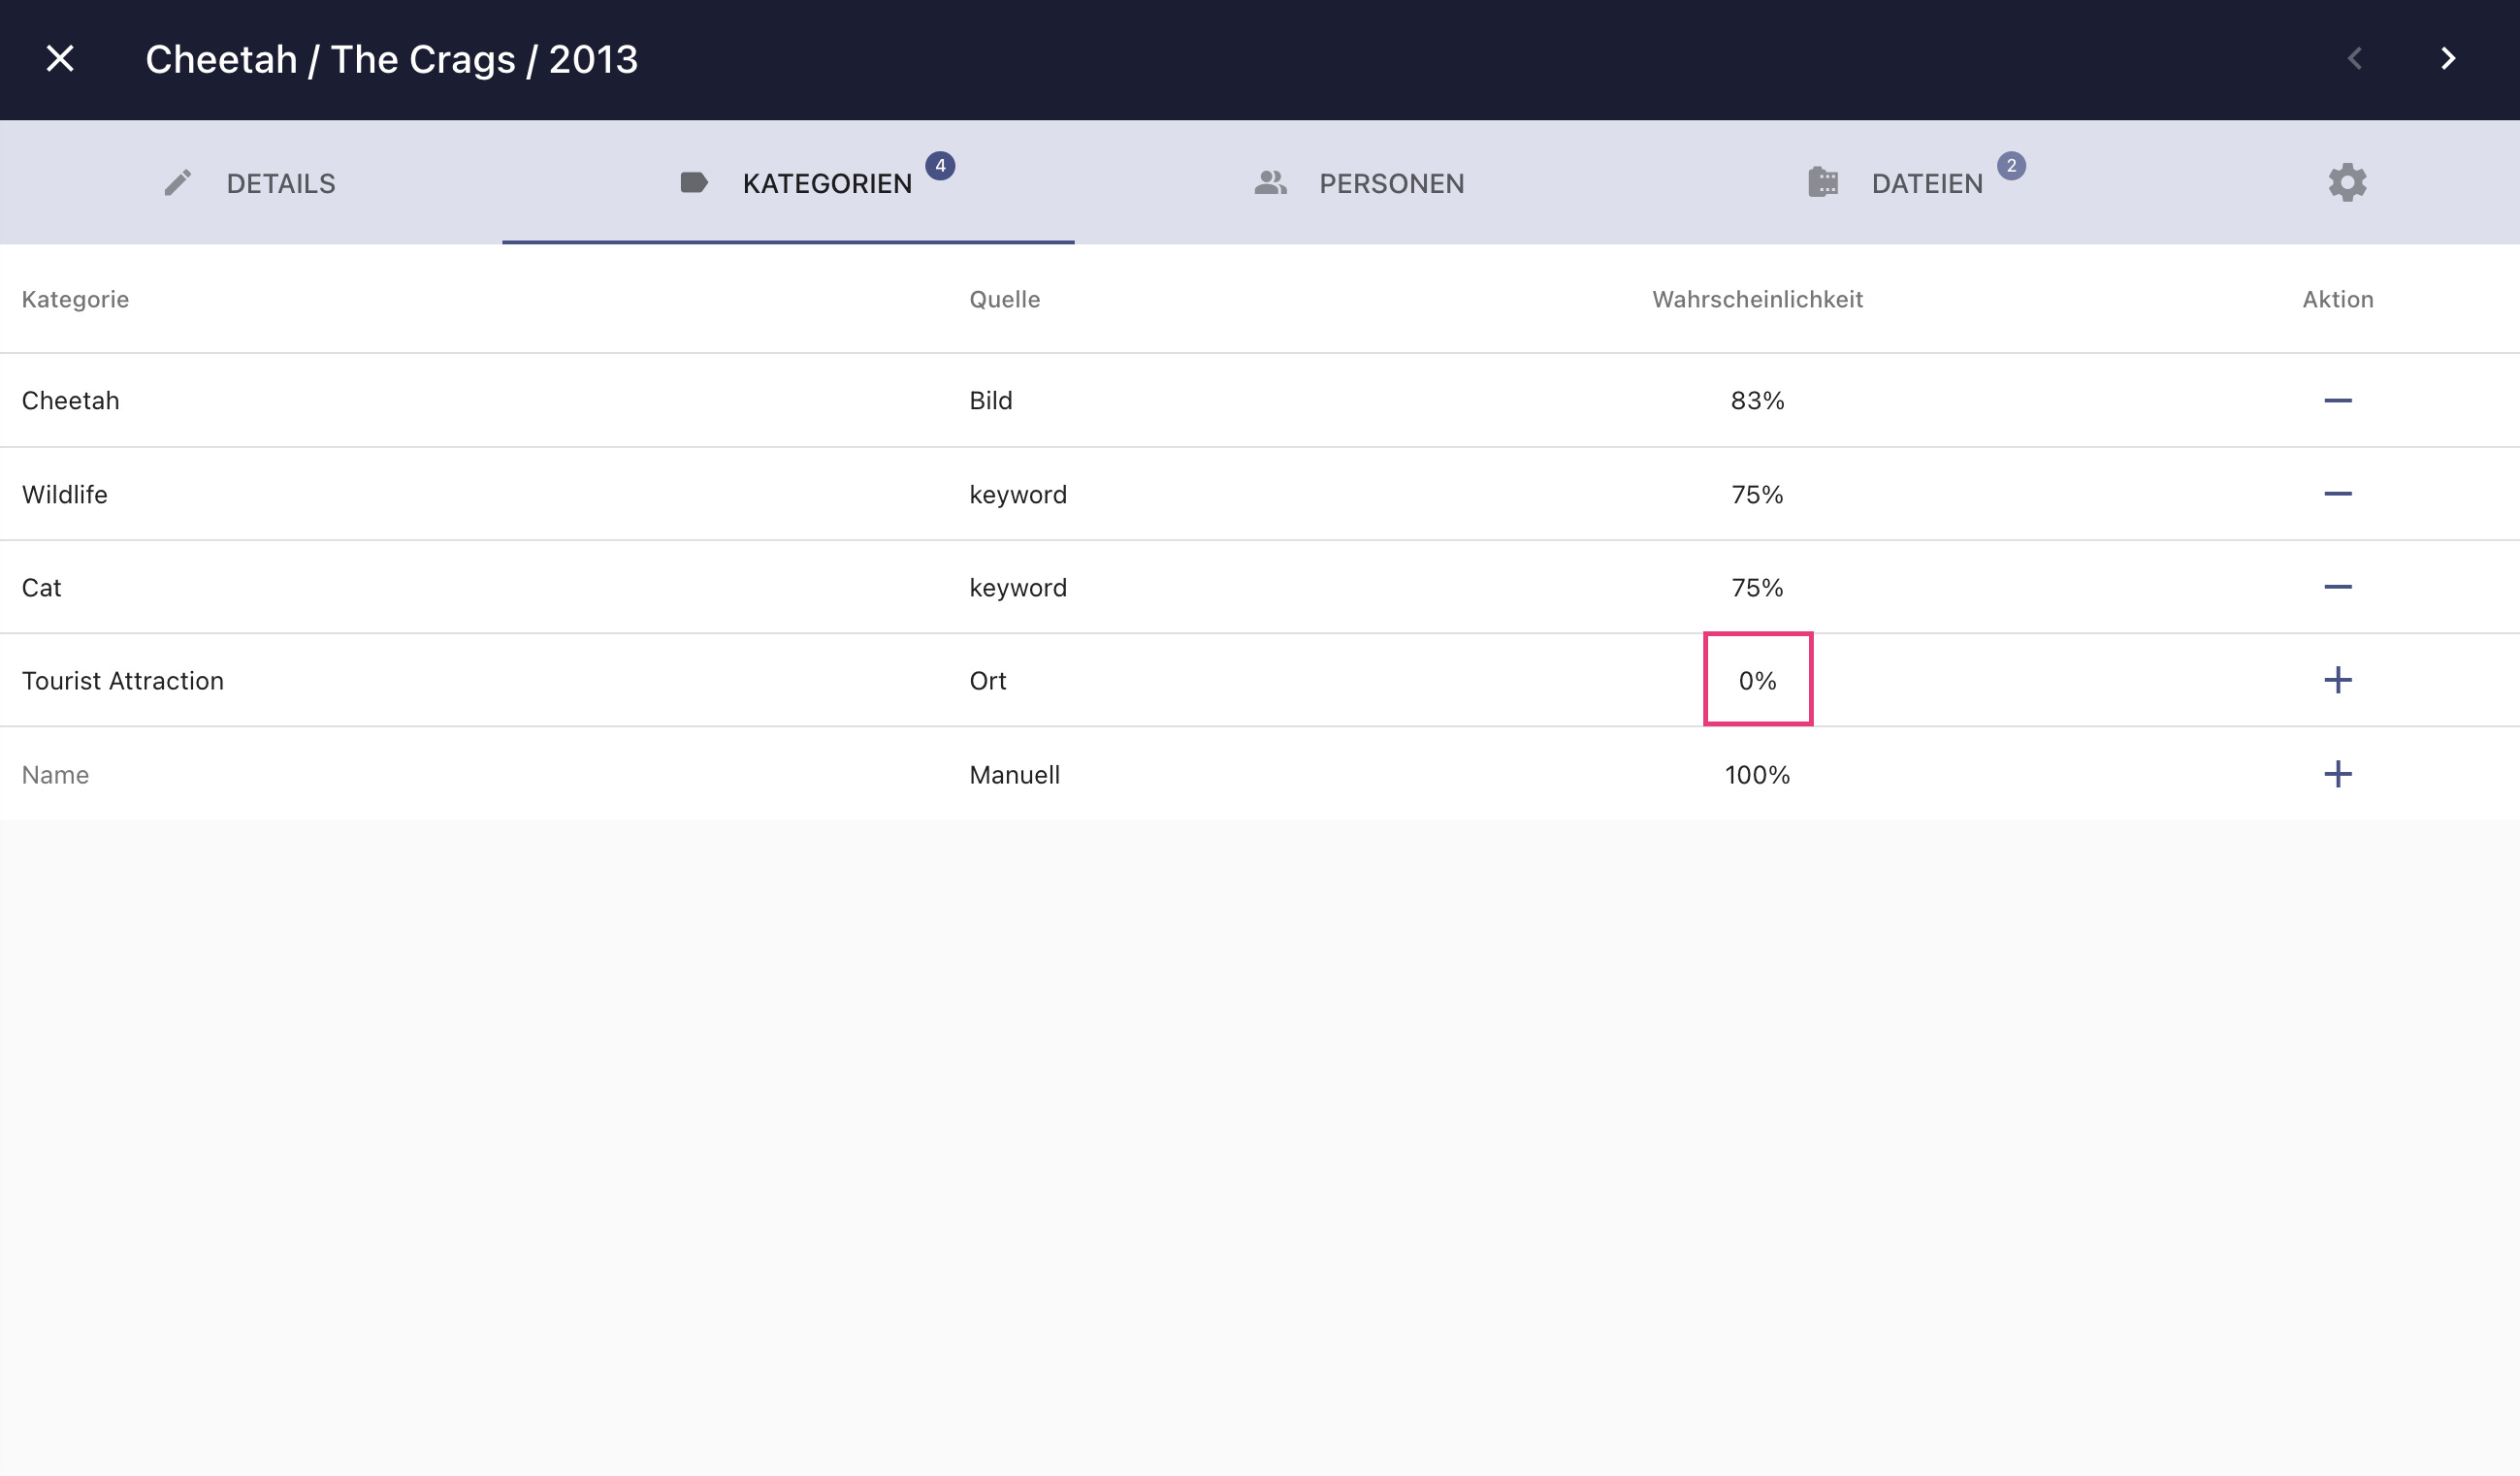 Cheetah / The Crags / 2013
DETAILS KATEGORIEN 4 PERSONEN DATEIEN 2
Kategorie Quelle Wahrscheinlichkeit Aktion
Cheetah Bild 83% −
Wildlife keyword 75% −
Cat keyword 75% −
Tourist Attraction Ort 0% +
Name Manuell 100% +